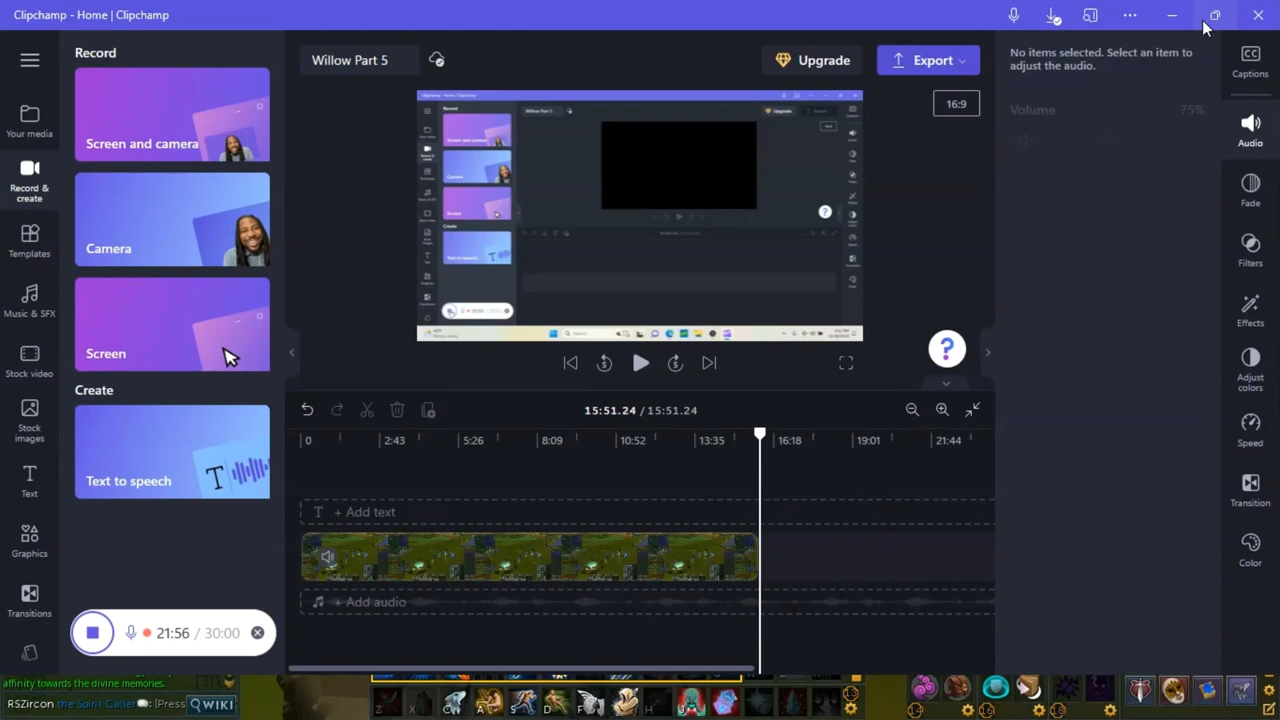 Clipchamp - Home | Clipchamp
Your media
Record &
create
Templates
Music & SFX
Stock video
Stock
images
Text
Graphics
Transitions
Record
Screen and camera
Camera
Screen
Create
Text to speech
21:56 / 30:00
Willow Part 5
Upgrade
Export
16:9
?
15:51.24 / 15:51.24
0
2:43
5:26
8:09
10:52
13:35
16:18
19:01
21:44
T + Add text
+ Add audio
No items selected. Select an item to
adjust the audio.
Volume 75%
CC
Captions
Audio
Fade
Filters
Effects
Adjust
colors
Speed
Transition
Color
affinity towards the divine memories.
RSZircon the Spirit Caller: [Press
WIKI